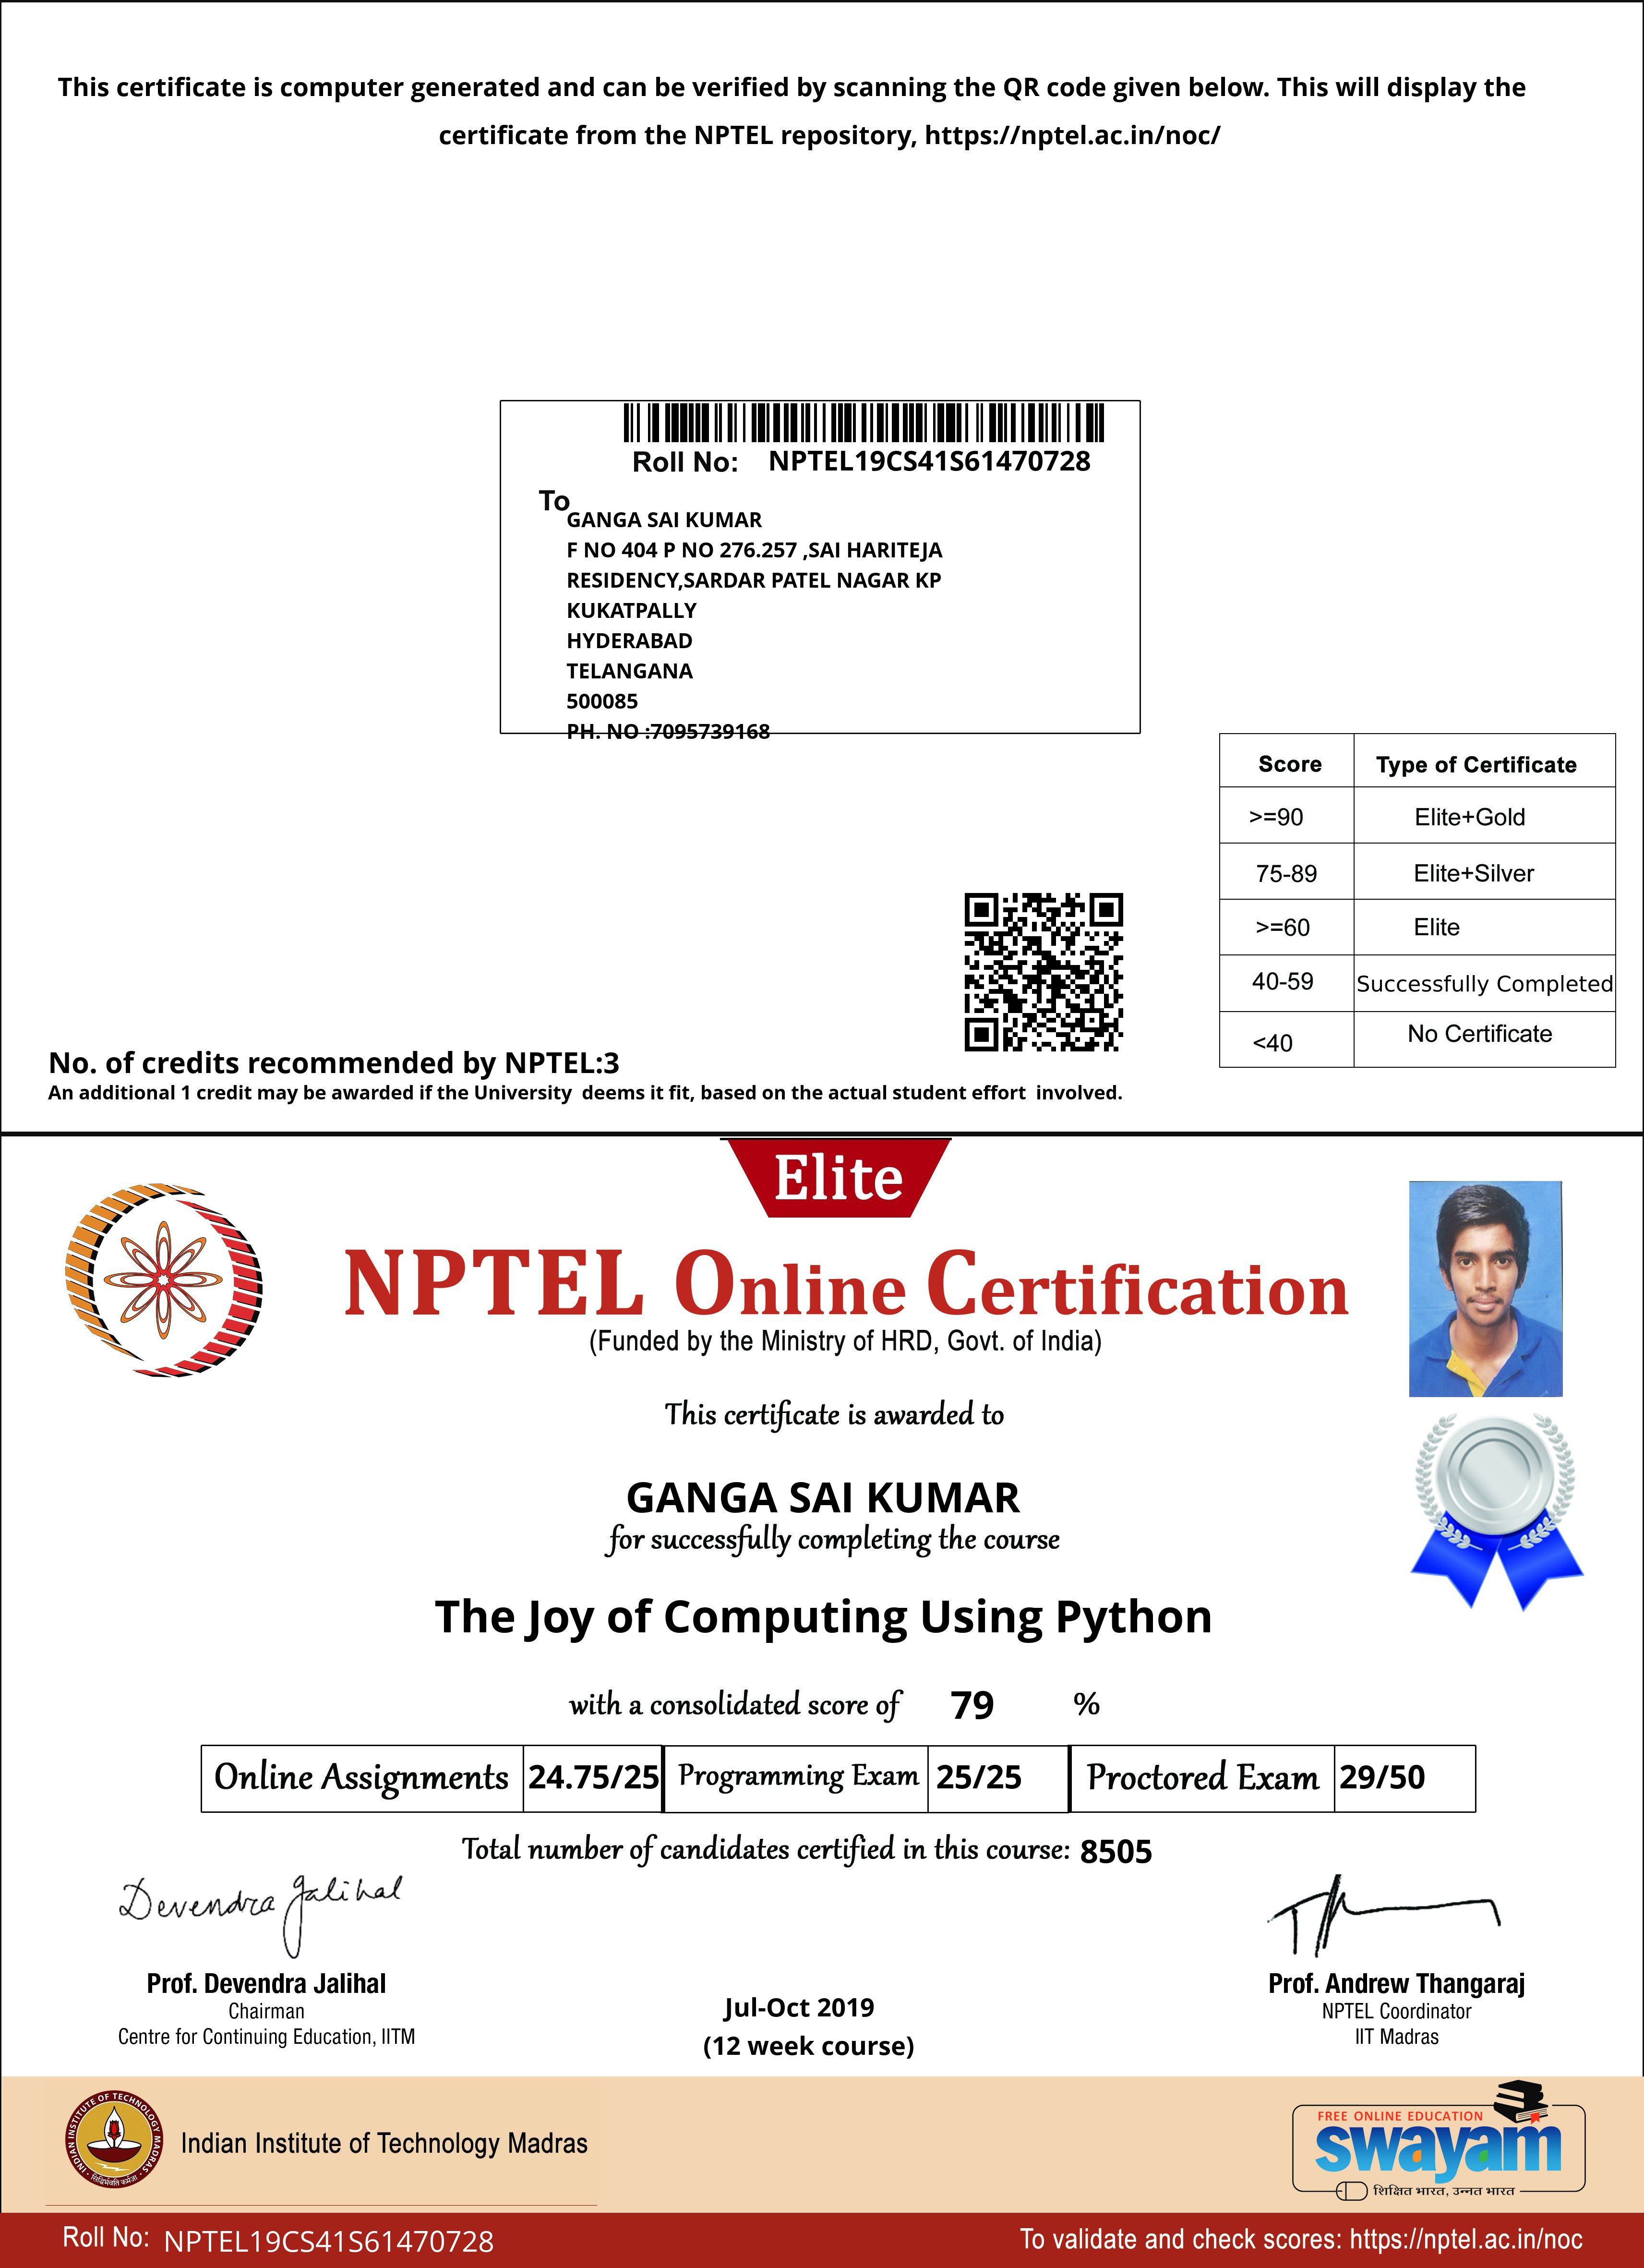 This certificate is computer generated and can be verified by scanning the QR code given below. This will display the
certificate from the NPTEL repository, https://nptel.ac.in/noc/
Roll No: NPTEL19CS41S61470728
To
GANGA SAI KUMAR
F NO 404 P NO 276.257 ,SAI HARITEJA
RESIDENCY,SARDAR PATEL NAGAR KP
KUKATPALLY
HYDERABAD
TELANGANA
500085
PH. NO :7095739168
Score Type of Certificate
>=90 Elite+Gold
75-89 Elite+Silver
>=60 Elite
40-59 Successfully Completed
<40 No Certificate
No. of credits recommended by NPTEL:3
An additional 1 credit may be awarded if the University deems it fit, based on the actual student effort involved.
Elite
NPTEL Online Certification
(Funded by the Ministry of HRD, Govt. of India)
This certificate is awarded to
GANGA SAI KUMAR
for successfully completing the course
The Joy of Computing Using Python
with a consolidated score of 79 %
Online Assignments 24.75/25 Programming Exam 25/25 Proctored Exam 29/50
Total number of candidates certified in this course: 8505
Devendra Jalihal
Prof. Devendra Jalihal
Chairman
Centre for Continuing Education, IITM
Jul-Oct 2019
(12 week course)
Prof. Andrew Thangaraj
NPTEL Coordinator
IIT Madras
INDIAN INSTITUTE OF TECHNOLOGY MADRAS
सिद्धिर्भवति कर्मजा
Indian Institute of Technology Madras
FREE ONLINE EDUCATION
swayam
शिक्षित भारत, उन्नत भारत
Roll No: NPTEL19CS41S61470728
To validate and check scores: https://nptel.ac.in/noc